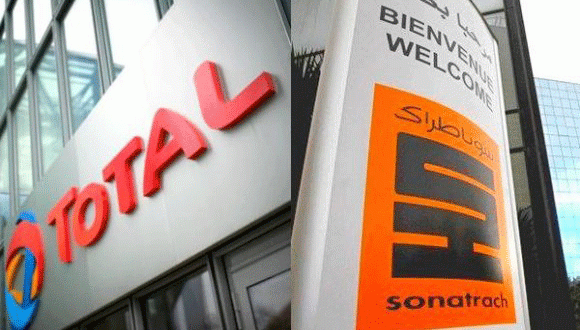 TOTAL
مرحبا بكم
BIENVENUE
WELCOME
سوناطراك
sonatrach